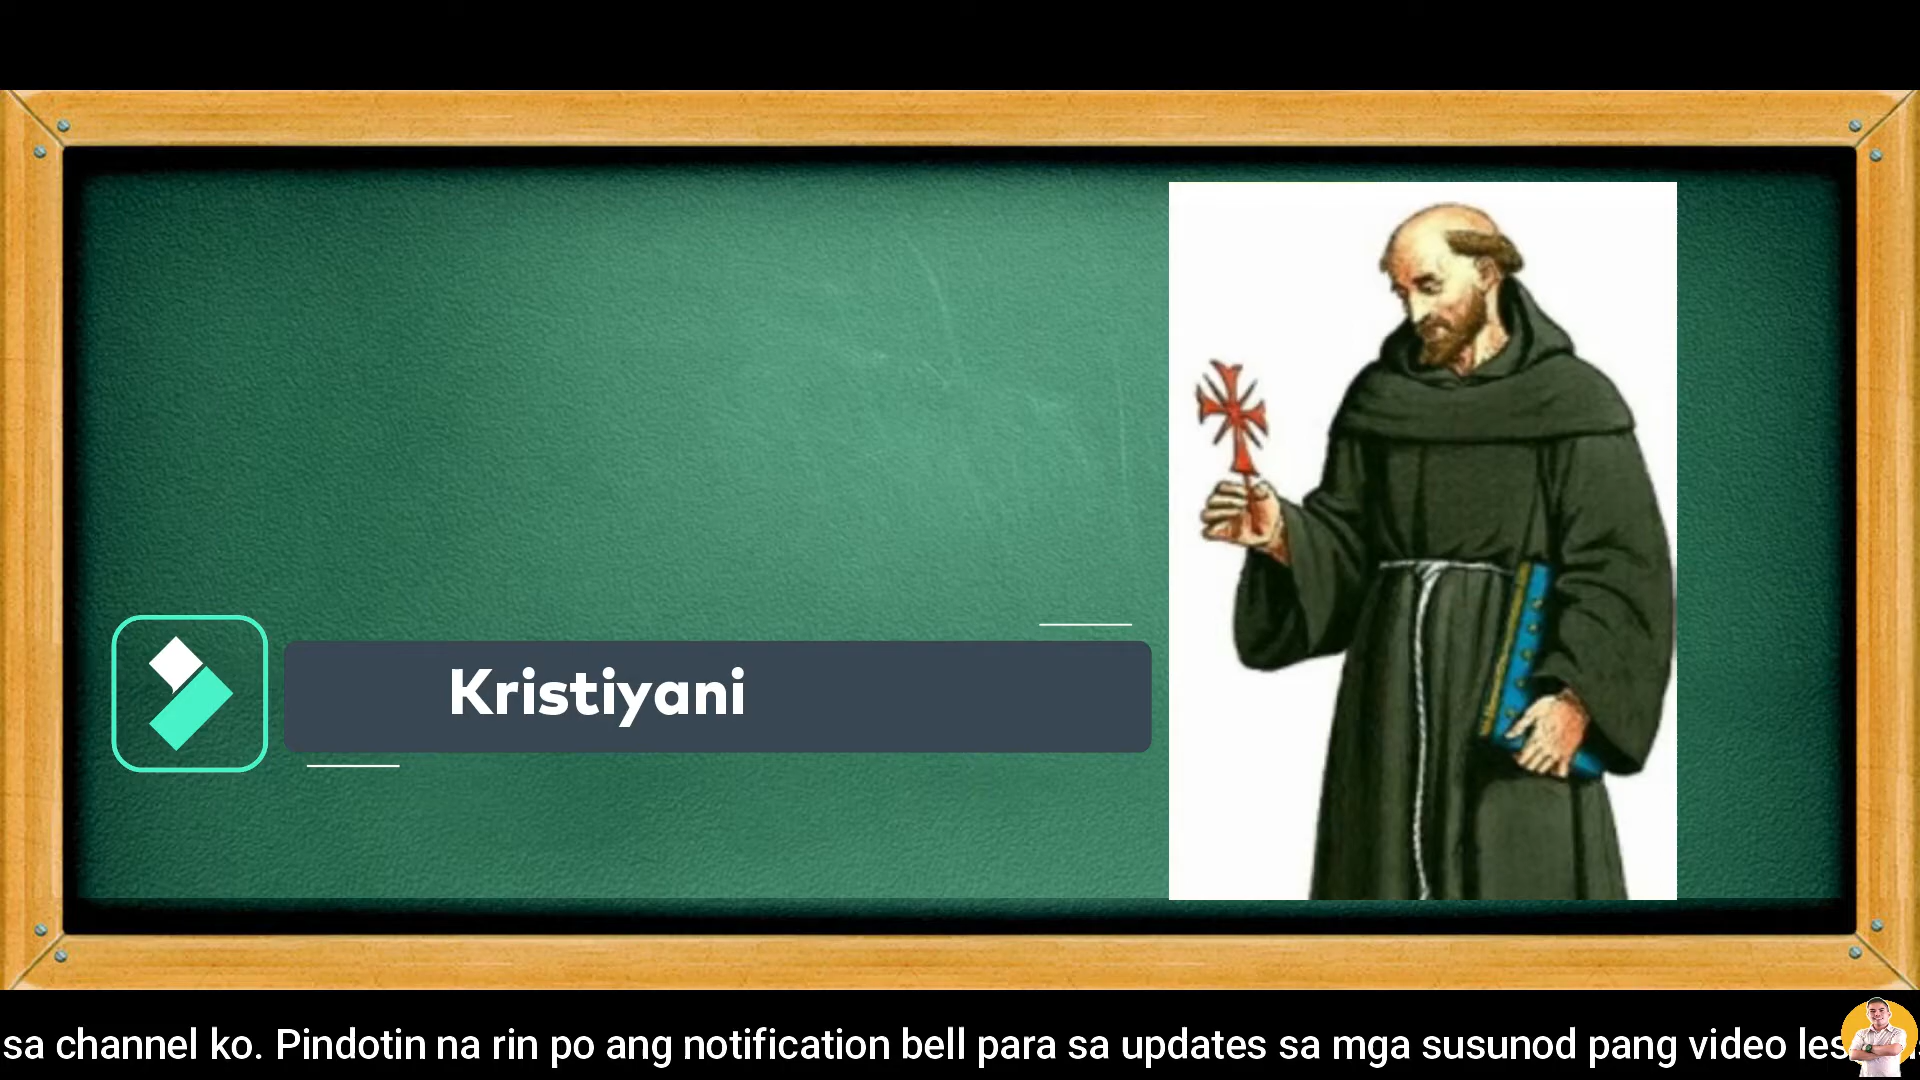 Kristiyani
sa channel ko. Pindotin na rin po ang notification bell para sa updates sa mga susunod pang video